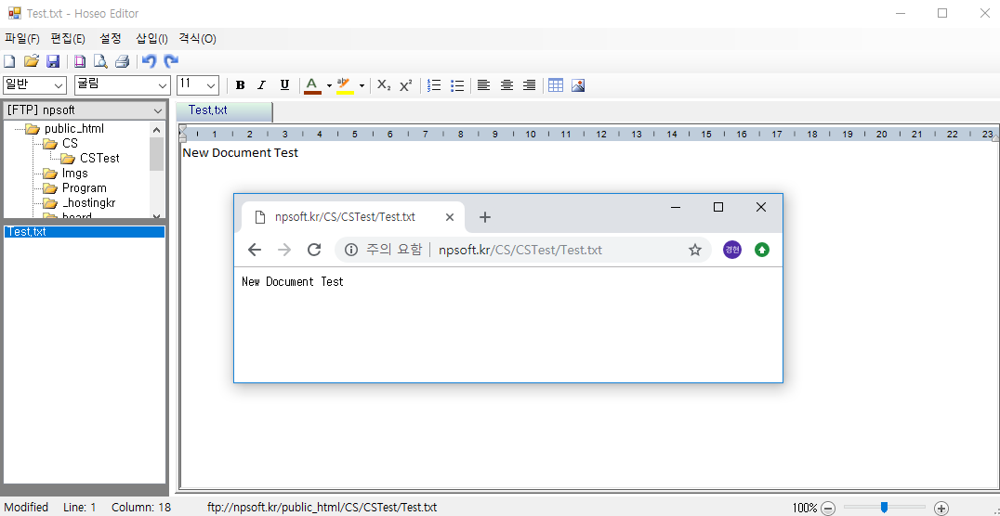 Test.txt - Hoseo Editor
파일(F) 편집(E) 설정 삽입(I) 격식(O)
일반 굴림 11 B I U A ab X₂ X²
[FTP] npsoft
Test.txt
public_html
CS
CSTest
Imgs
Program
_hostingkr
board
Test.txt
1 2 3 4 5 6 7 8 9 10 11 12 13 14 15 16 17 18 19 20 21 22 23
New Document Test
npsoft.kr/CS/CSTest/Test.txt
주의 요함 npsoft.kr/CS/CSTest/Test.txt 경현
New Document Test
Modified Line: 1 Column: 18 ftp://npsoft.kr/public_html/CS/CSTest/Test.txt 100%